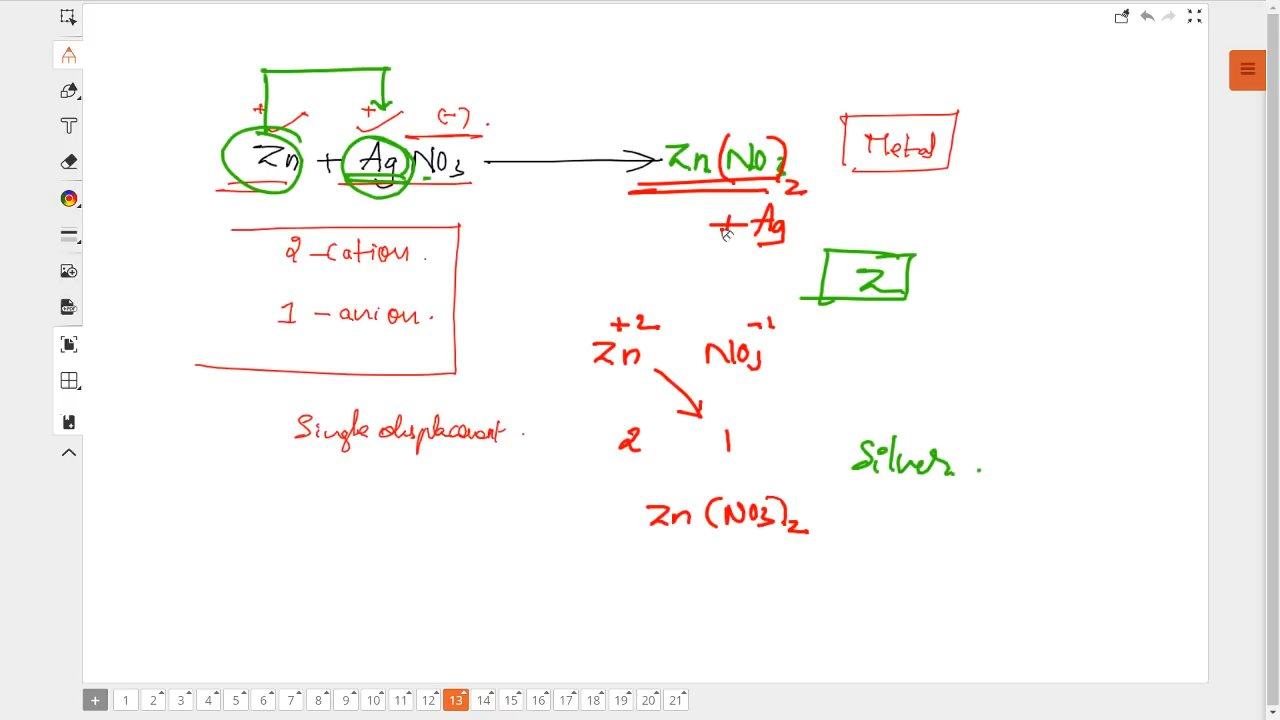 + + (-) .
Zn + Ag NO3 → Zn(NO3)2
+ Ag
Metal
2 - cation .
1 - anion .
Z
+2 -1
Zn NO3
2 1
Zn (NO3)2
Single displacement .
Silver .
+ 1 2 3 4 5 6 7 8 9 10 11 12 13 14 15 16 17 18 19 20 21